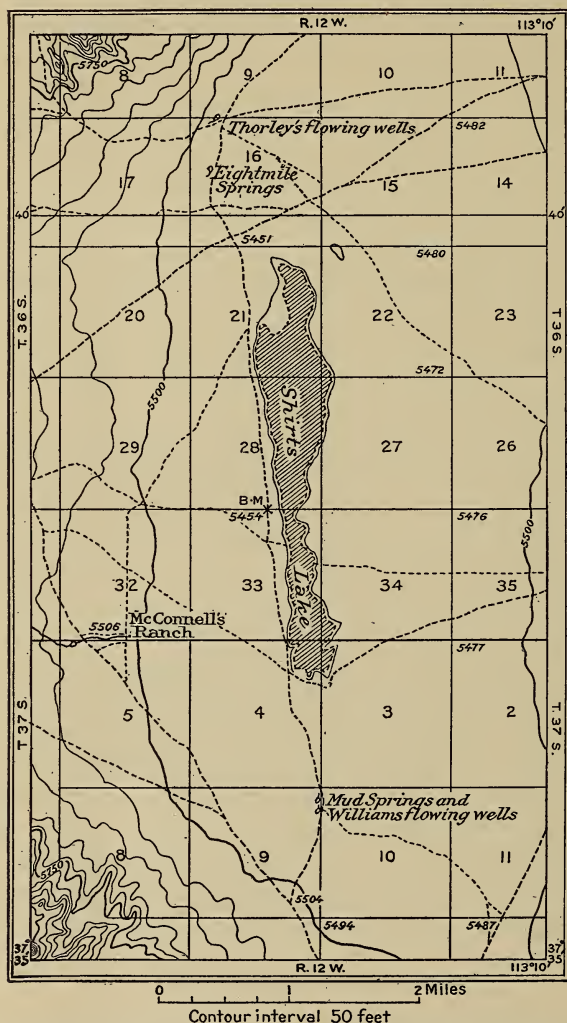 R. 12 W.
113°10′
5750
8
9
10
11
Thorley's flowing wells
5482
16
Eightmile
Springs
17
15
14
40′
40′
5451
5480
T. 36 S.
T. 36 S.
20
21
22
23
5472
5500
Shirts
29
28
27
26
B.M
5454
5476
5500
Lake
32
33
34
35
McConnell's
Ranch
5506
5477
T. 37 S.
T. 37 S.
5
4
3
2
Mud Springs and
Williams flowing wells
5750
8
9
10
11
5504
5494
5487
37°
35′
37°
35′
R. 12 W.
113°10′
0 1 2 Miles
Contour interval 50 feet